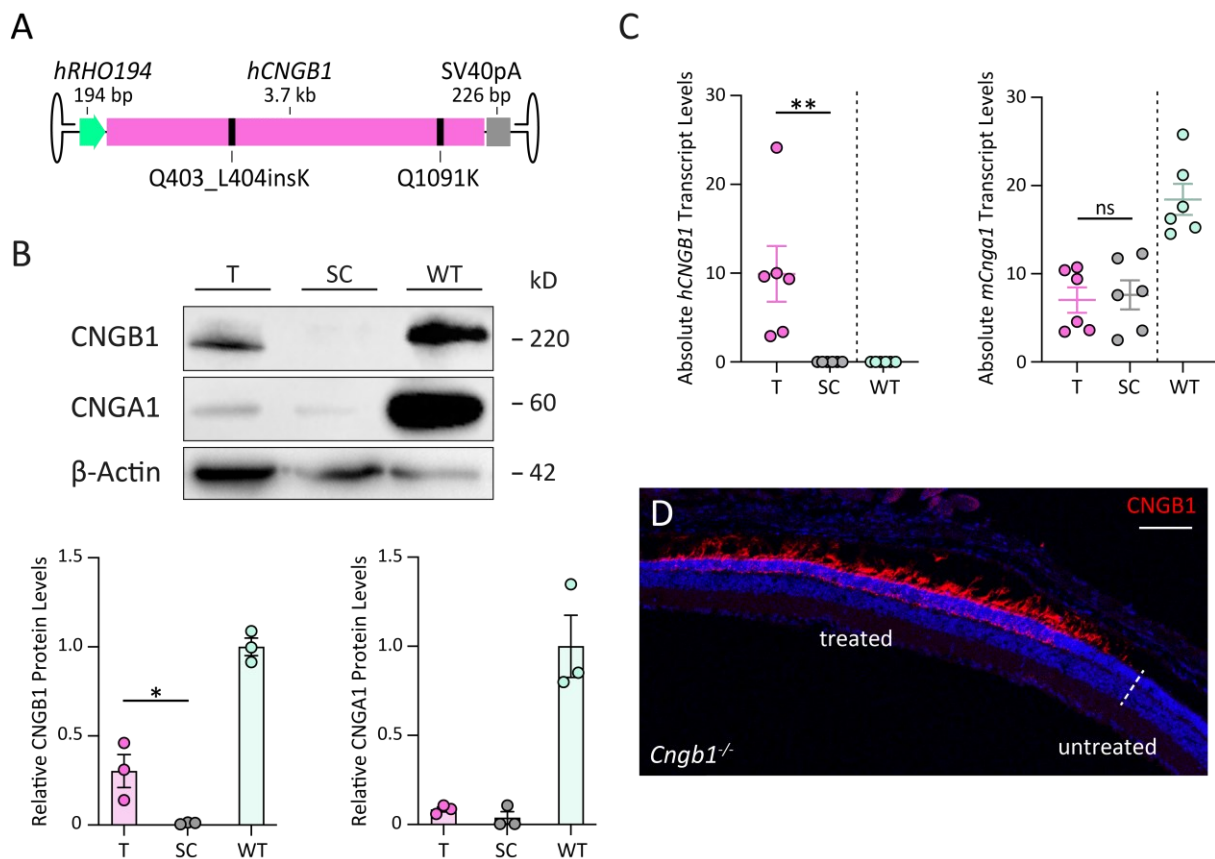 A
hRHO194 hCNGB1 SV40pA
194 bp 3.7 kb 226 bp
Q403_L404insK Q1091K
B
T SC WT kD
CNGB1 – 220
CNGA1 – 60
β-Actin – 42
Relative CNGB1 Protein Levels
1.5
1.0
0.5
0
*
T SC WT
Relative CNGA1 Protein Levels
1.5
1.0
0.5
0
T SC WT
C
Absolute hCNGB1 Transcript Levels
30
20
10
0
**
T SC WT
Absolute mCnga1 Transcript Levels
30
20
10
0
ns
T SC WT
D CNGB1
treated
untreated
Cngb1-/-